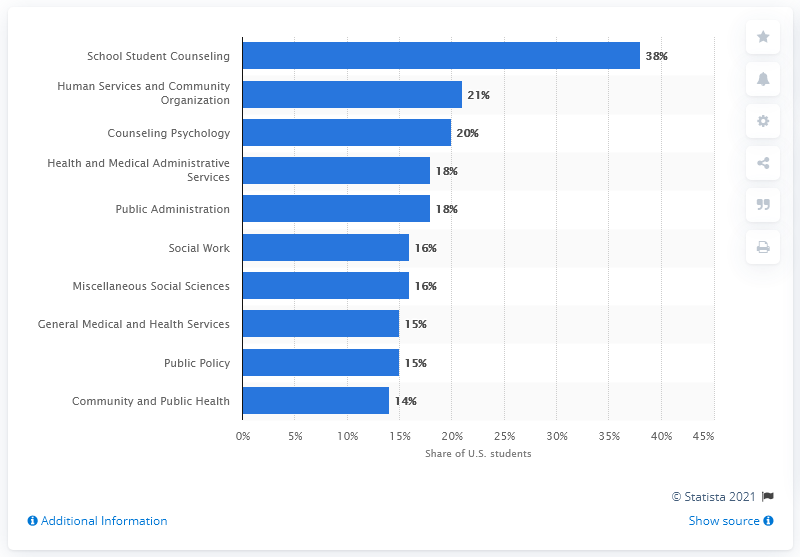 School Student Counseling 38%
Human Services and Community
Organization 21%
Counseling Psychology 20%
Health and Medical Administrative
Services 18%
Public Administration 18%
Social Work 16%
Miscellaneous Social Sciences 16%
General Medical and Health Services 15%
Public Policy 15%
Community and Public Health 14%
0% 5% 10% 15% 20% 25% 30% 35% 40% 45%
Share of U.S. students
© Statista 2021
Additional Information Show source